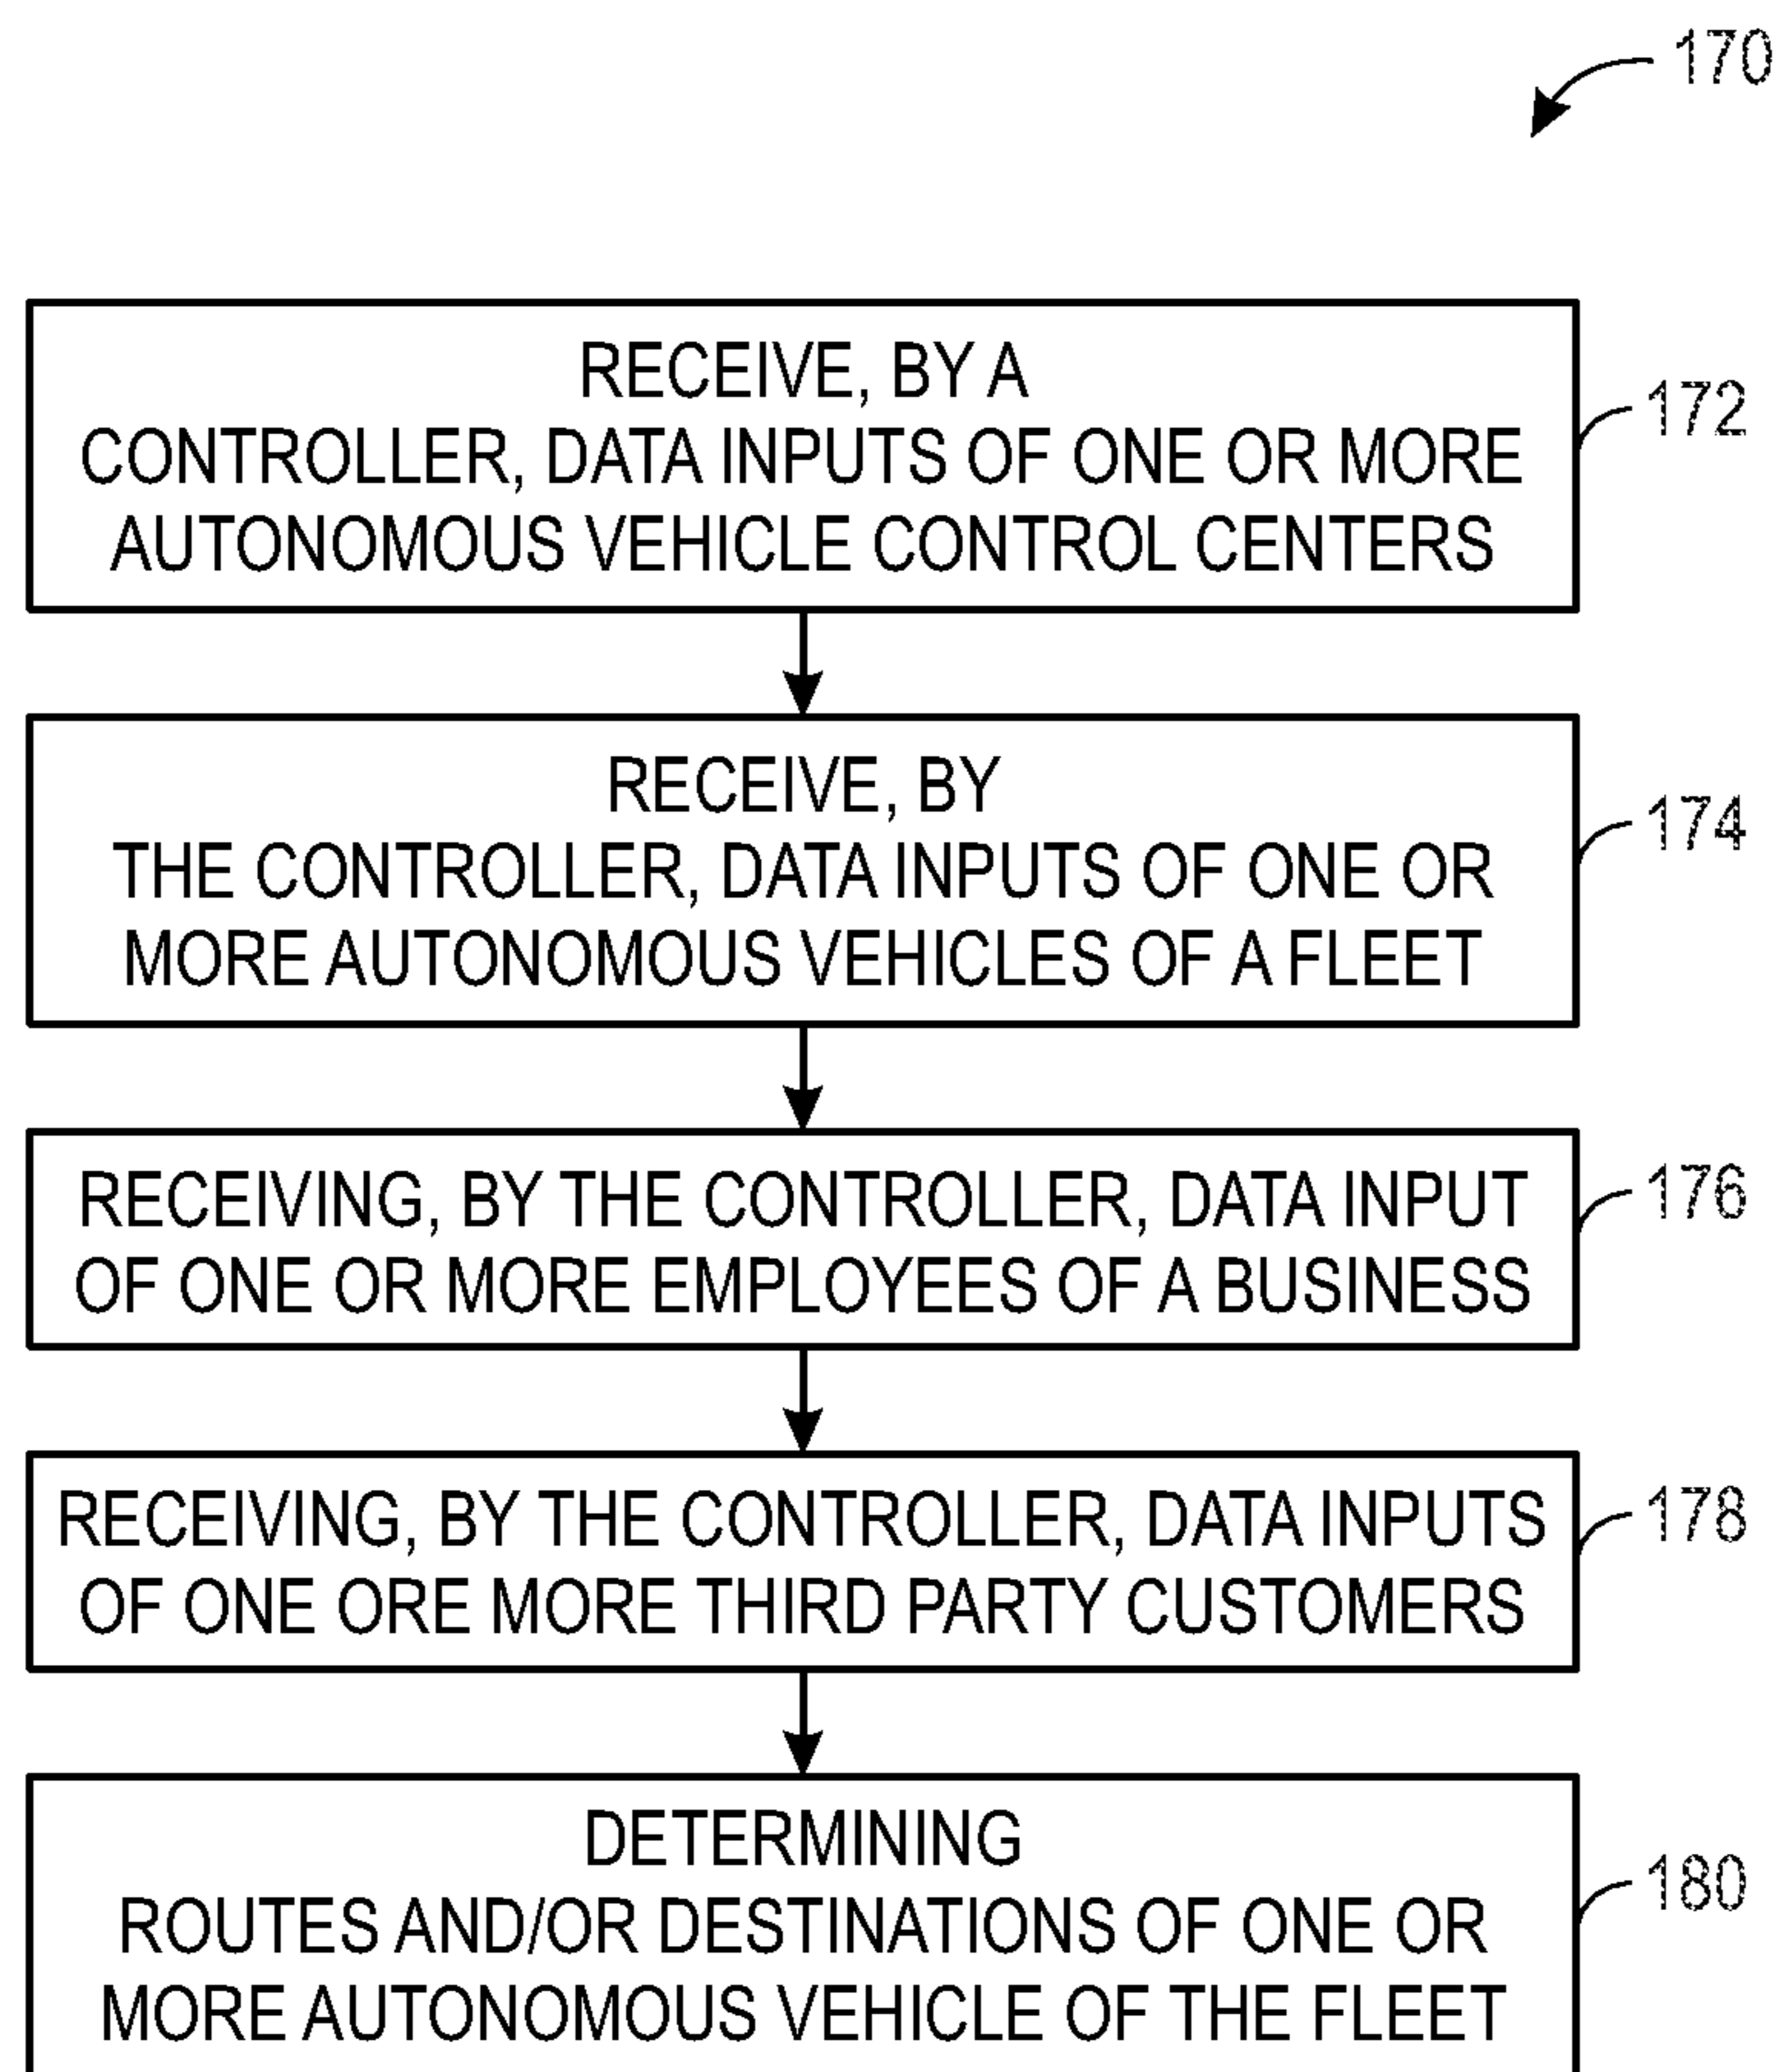 170
RECEIVE, BY A
CONTROLLER, DATA INPUTS OF ONE OR MORE
AUTONOMOUS VEHICLE CONTROL CENTERS
172
RECEIVE, BY
THE CONTROLLER, DATA INPUTS OF ONE OR
MORE AUTONOMOUS VEHICLES OF A FLEET
174
RECEIVING, BY THE CONTROLLER, DATA INPUT
OF ONE OR MORE EMPLOYEES OF A BUSINESS
176
RECEIVING, BY THE CONTROLLER, DATA INPUTS
OF ONE ORE MORE THIRD PARTY CUSTOMERS
178
DETERMINING
ROUTES AND/OR DESTINATIONS OF ONE OR
MORE AUTONOMOUS VEHICLE OF THE FLEET
180